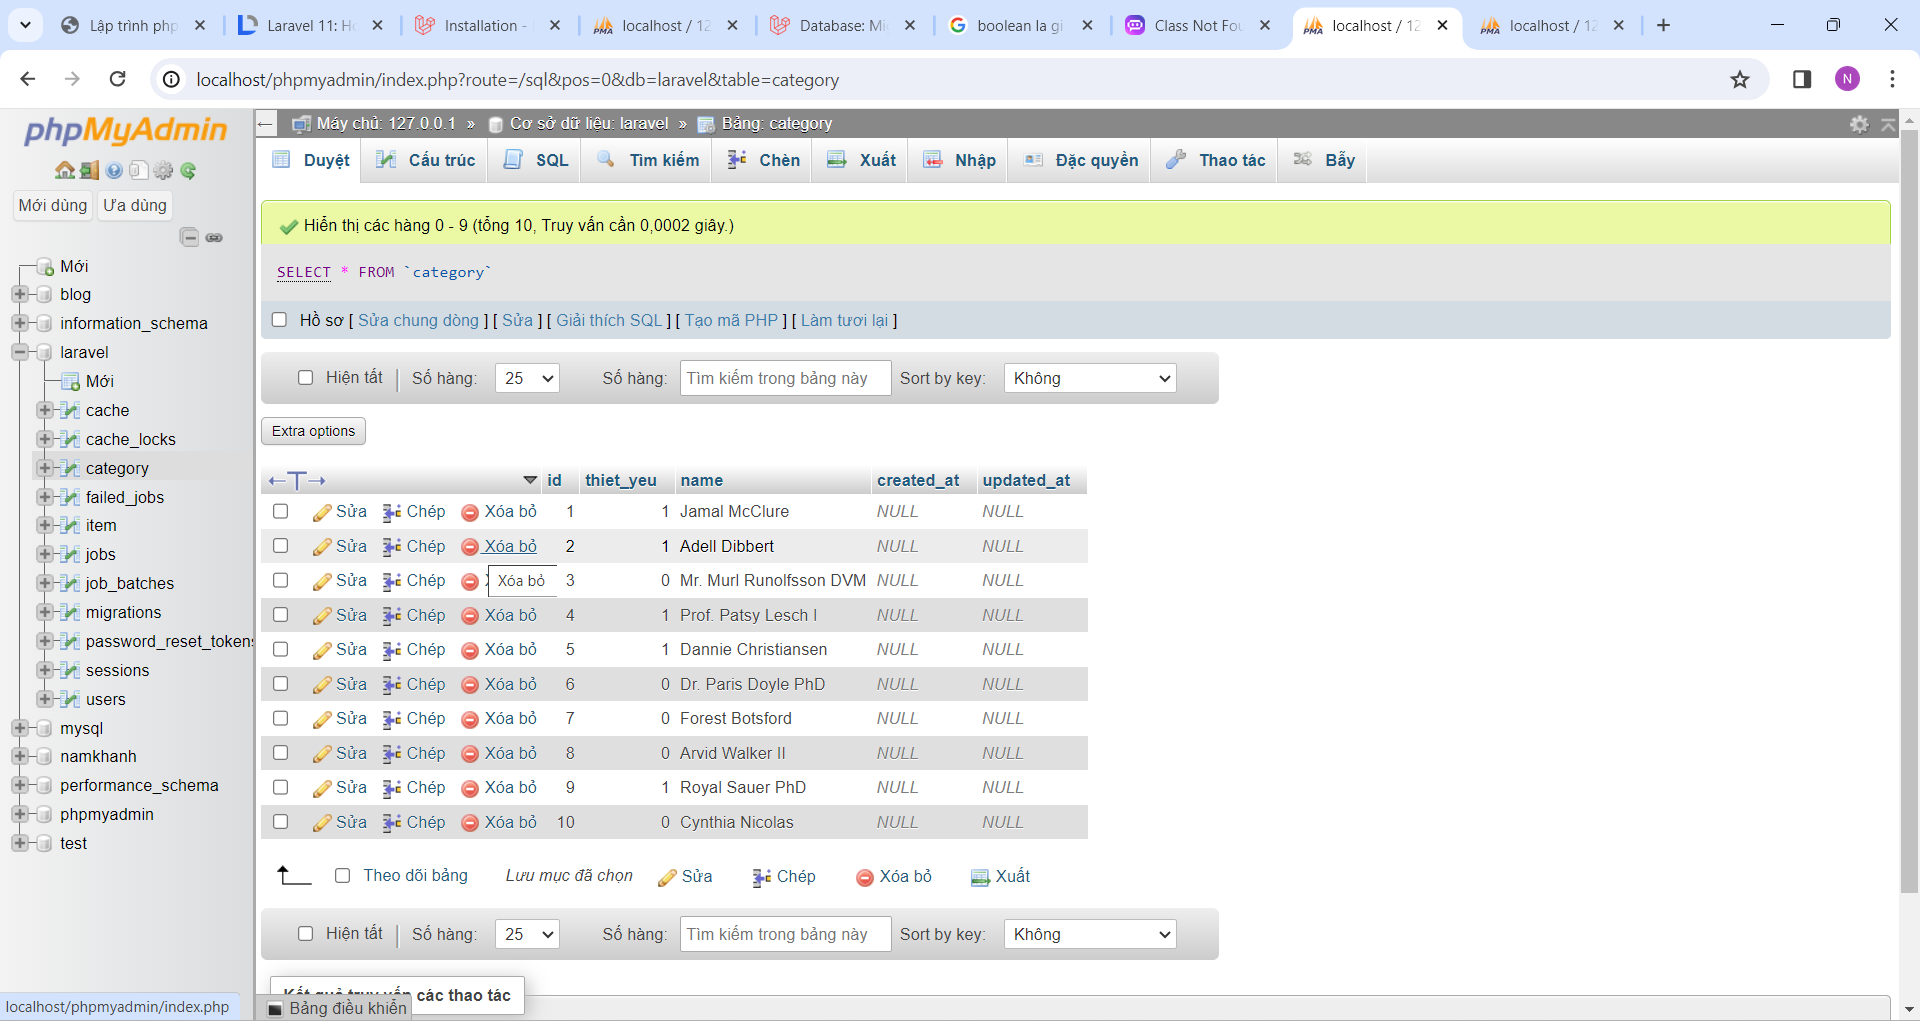 Lập trình php
Laravel 11: Ho
Installation -
localhost / 12
Database: Mi
boolean la gi
Class Not Fou
localhost / 12
localhost / 12
localhost/phpmyadmin/index.php?route=/sql&pos=0&db=laravel&table=category
N
phpMyAdmin
Mới dùng
Ưa dùng
Mới
blog
information_schema
laravel
Mới
cache
cache_locks
category
failed_jobs
item
jobs
job_batches
migrations
password_reset_tokens
sessions
users
mysql
namkhanh
performance_schema
phpmyadmin
test
localhost/phpmyadmin/index.php
Máy chủ: 127.0.0.1 » Cơ sở dữ liệu: laravel » Bảng: category
Duyệt Cấu trúc SQL Tìm kiếm Chèn Xuất Nhập Đặc quyền Thao tác Bẫy
Hiển thị các hàng 0 - 9 (tổng 10, Truy vấn cần 0,0002 giây.)
SELECT * FROM `category`
Hồ sơ [ Sửa chung dòng ] [ Sửa ] [ Giải thích SQL ] [ Tạo mã PHP ] [ Làm tươi lại ]
Hiện tất Số hàng: 25 Số hàng: Tìm kiếm trong bảng này Sort by key: Không
Extra options
id thiet_yeu name created_at updated_at
Sửa Chép Xóa bỏ 1 1 Jamal McClure NULL NULL
Sửa Chép Xóa bỏ 2 1 Adell Dibbert NULL NULL
Sửa Chép Xóa bỏ 3 0 Mr. Murl Runolfsson DVM NULL NULL
Sửa Chép Xóa bỏ 4 1 Prof. Patsy Lesch I NULL NULL
Sửa Chép Xóa bỏ 5 1 Dannie Christiansen NULL NULL
Sửa Chép Xóa bỏ 6 0 Dr. Paris Doyle PhD NULL NULL
Sửa Chép Xóa bỏ 7 0 Forest Botsford NULL NULL
Sửa Chép Xóa bỏ 8 0 Arvid Walker II NULL NULL
Sửa Chép Xóa bỏ 9 1 Royal Sauer PhD NULL NULL
Sửa Chép Xóa bỏ 10 0 Cynthia Nicolas NULL NULL
Theo dõi bảng Lưu mục đã chọn Sửa Chép Xóa bỏ Xuất
Hiện tất Số hàng: 25 Số hàng: Tìm kiếm trong bảng này Sort by key: Không
Kết quả truy vấn các thao tác
Bảng điều khiển